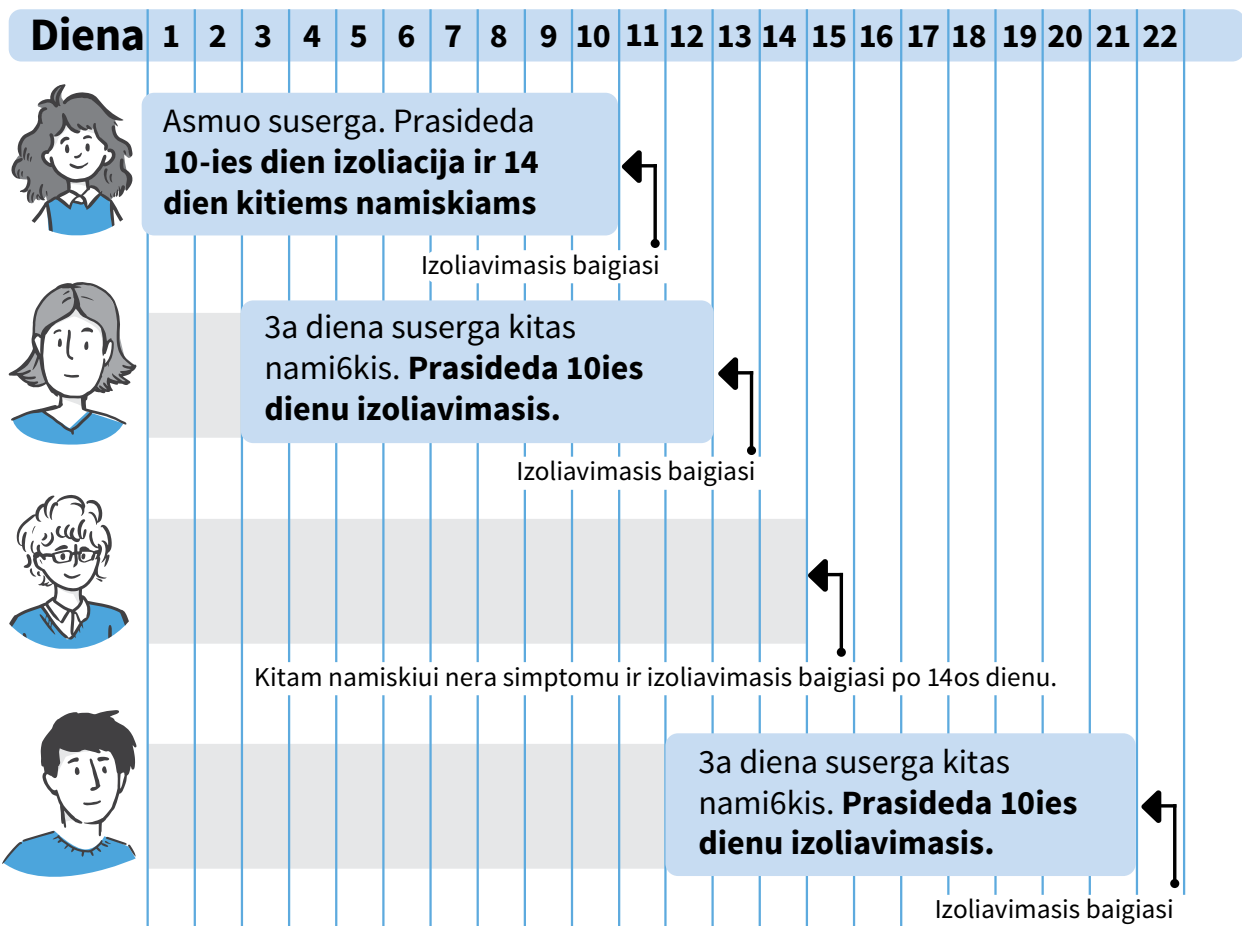 Diena 1 2 3 4 5 6 7 8 9 10 11 12 13 14 15 16 17 18 19 20 21 22
Asmuo suserga. Prasideda
10-ies dien izoliacija ir 14
dien kitiems namiskiams
Izoliavimasis baigiasi
3a diena suserga kitas
nami6kis. Prasideda 10ies
dienu izoliavimasis.
Izoliavimasis baigiasi
Kitam namiskiui nera simptomu ir izoliavimasis baigiasi po 14os dienu.
3a diena suserga kitas
nami6kis. Prasideda 10ies
dienu izoliavimasis.
Izoliavimasis baigiasi